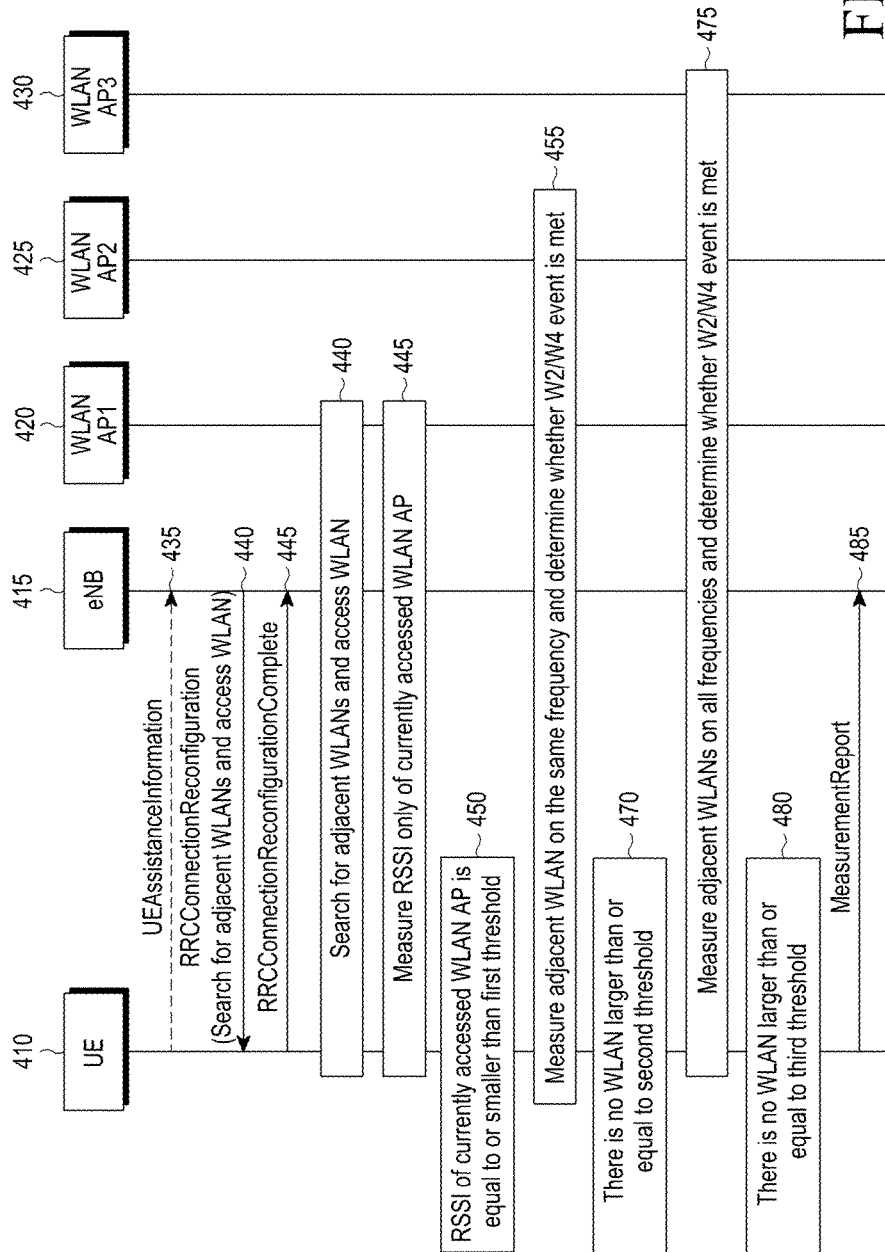 410
UE
415
eNB
420
WLAN
AP1
425
WLAN
AP2
430
WLAN
AP3
UEAssistanceInformation
435
RRCConnectionReconfiguration
(Search for adjacent WLANs and access WLAN)
440
RRCConnectionReconfigurationComplete
445
Search for adjacent WLANs and access WLAN
440
Measure RSSI only of currently accessed WLAN AP
445
RSSI of currently accessed WLAN AP is
equal to or smaller than first threshold
450
Measure adjacent WLAN on the same frequency and determine whether W2/W4 event is met
455
There is no WLAN larger than or
equal to second threshold
470
Measure adjacent WLANs on all frequencies and determine whether W2/W4 event is met
475
There is no WLAN larger than or
equal to third threshold
480
MeasurementReport
485